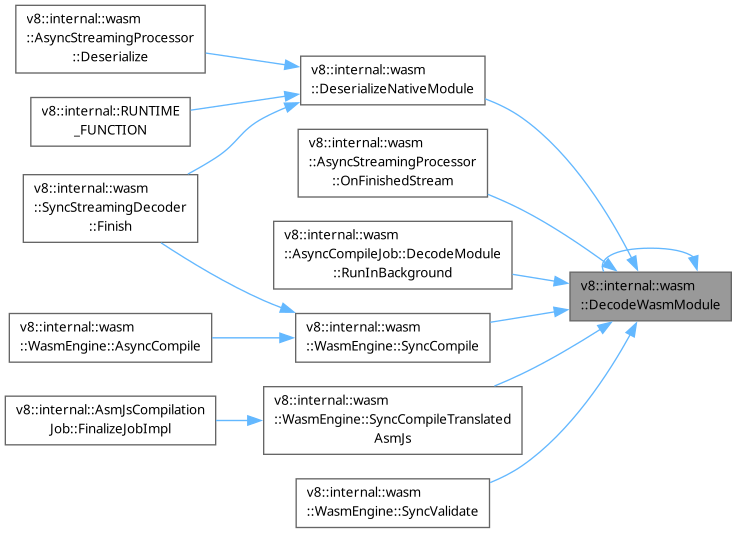 v8::internal::wasm
::AsyncStreamingProcessor
::Deserialize
v8::internal::RUNTIME
_FUNCTION
v8::internal::wasm
::SyncStreamingDecoder
::Finish
v8::internal::wasm
::WasmEngine::AsyncCompile
v8::internal::AsmJsCompilation
Job::FinalizeJobImpl
v8::internal::wasm
::DeserializeNativeModule
v8::internal::wasm
::AsyncStreamingProcessor
::OnFinishedStream
v8::internal::wasm
::AsyncCompileJob::DecodeModule
::RunInBackground
v8::internal::wasm
::WasmEngine::SyncCompile
v8::internal::wasm
::WasmEngine::SyncCompileTranslated
AsmJs
v8::internal::wasm
::WasmEngine::SyncValidate
v8::internal::wasm
::DecodeWasmModule